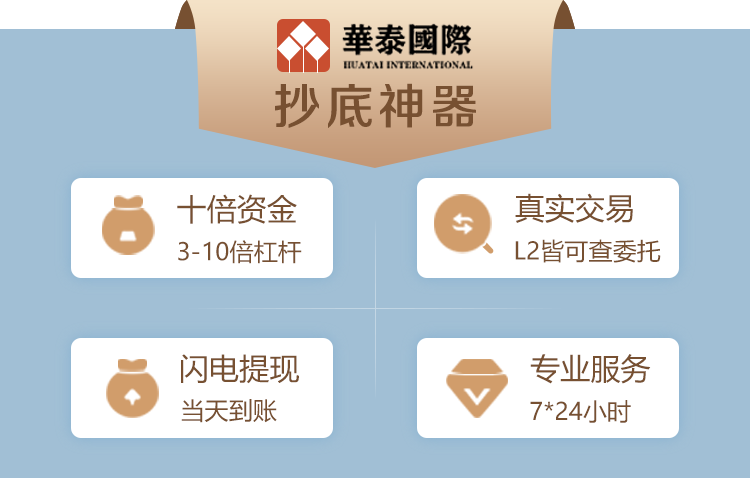 華泰國際
HUATAI INTERNATIONAL
抄底神器
十倍资金
3-10倍杠杆
真实交易
L2皆可查委托
闪电提现
当天到账
专业服务
7*24小时